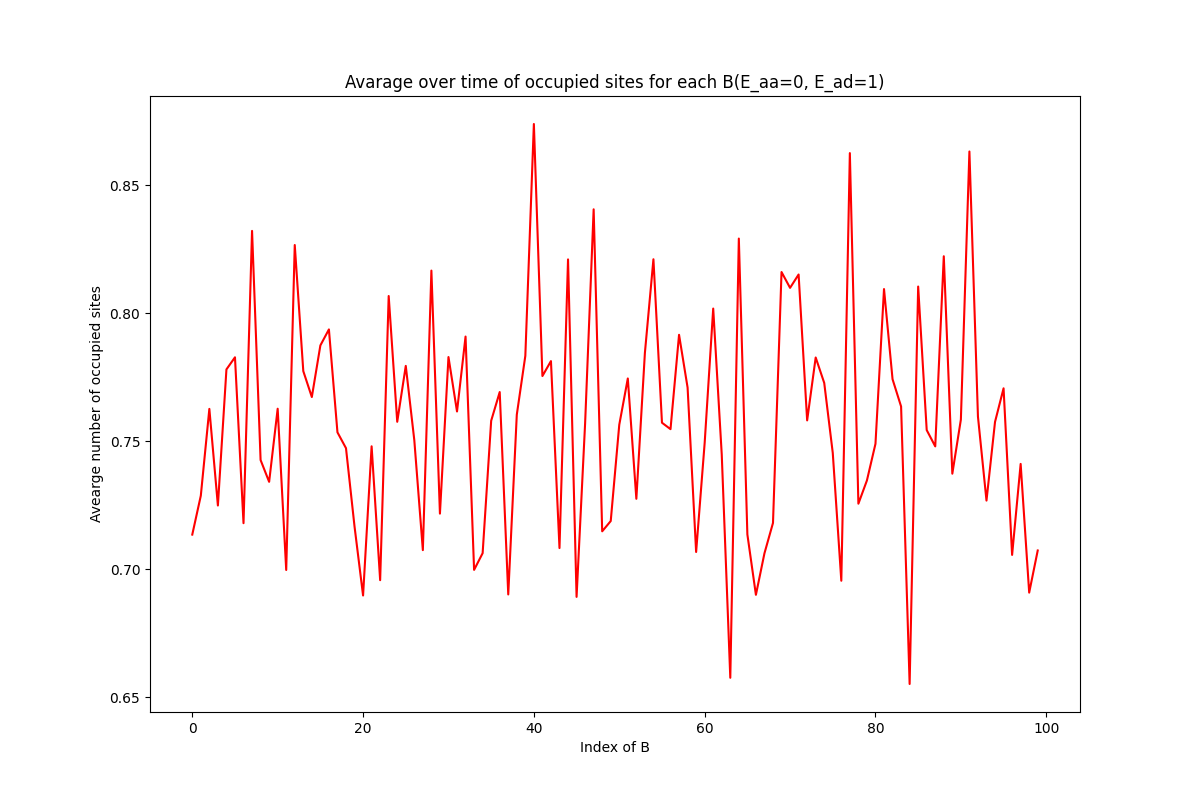 Avarage over time of occupied sites for each B(E_aa=0, E_ad=1)
0.85
0.80
0.75
0.70
0.65
Avearge number of occupied sites
0 20 40 60 80 100
Index of B